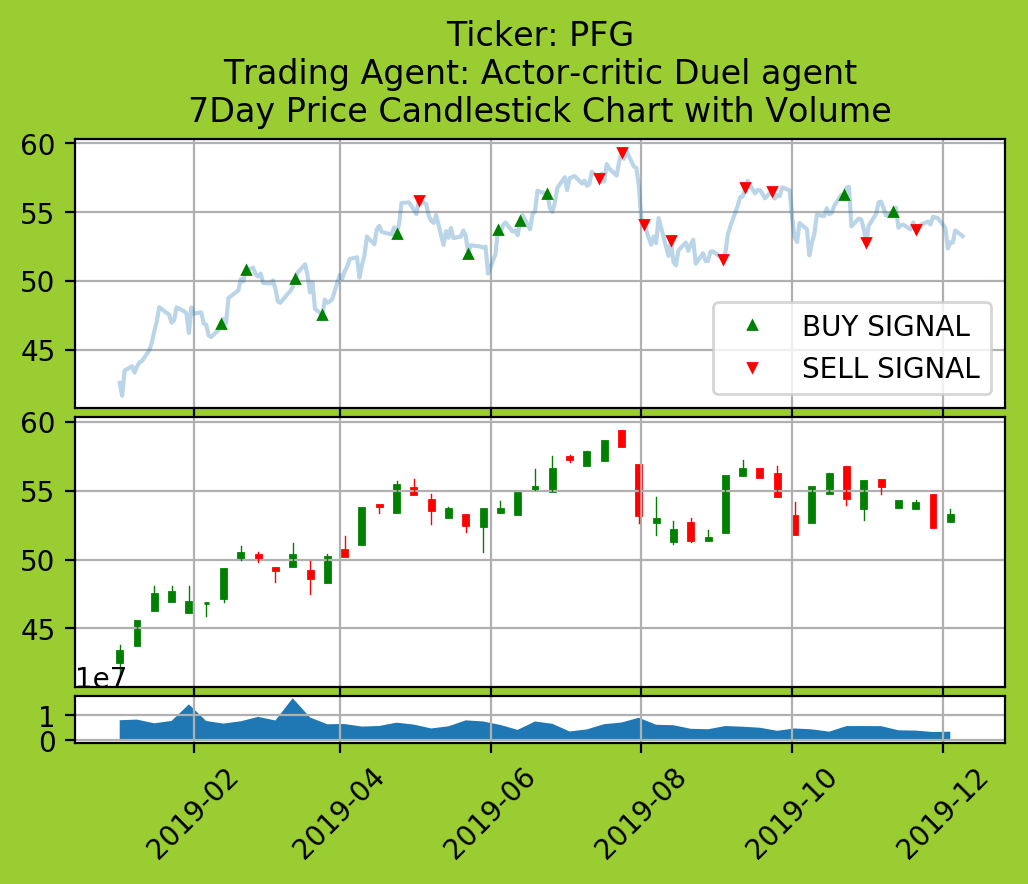 Ticker: PFG
Trading Agent: Actor-critic Duel agent
7Day Price Candlestick Chart with Volume
60
55
50
45
BUY SIGNAL
SELL SIGNAL
60
55
50
45
1e7
1
0
2019-02
2019-04
2019-06
2019-08
2019-10
2019-12